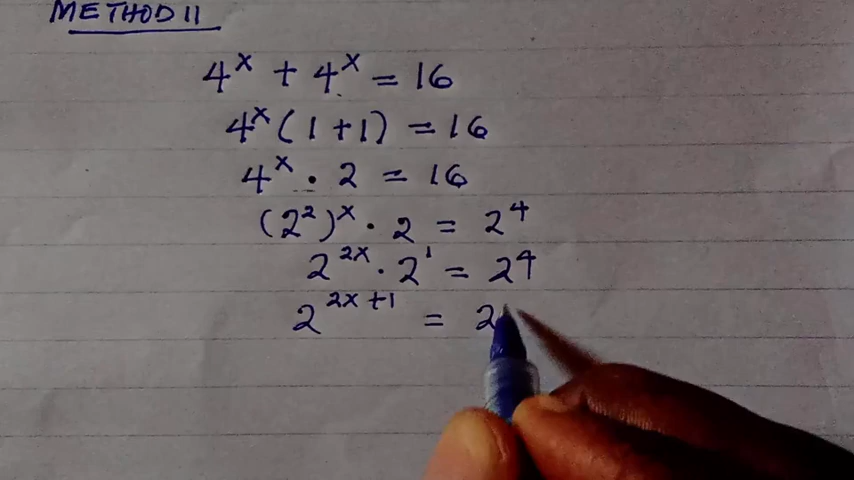 METHOD 11
4^x + 4^x = 16
4^x (1 + 1) = 16
4^x · 2 = 16
(2^2)^x · 2 = 2^4
2^2x · 2^1 = 2^4
2^2x+1 = 2